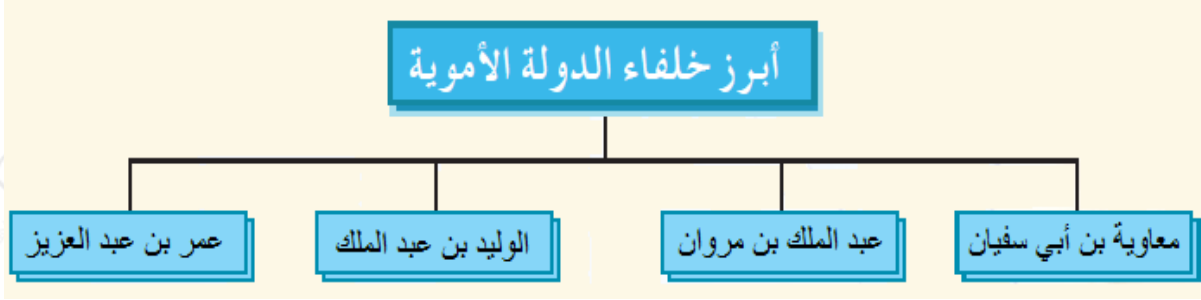 أبرز خلفاء الدولة الأموية
معاوية بن أبي سفيان
عبد الملك بن مروان
الوليد بن عبد الملك
عمر بن عبد العزيز